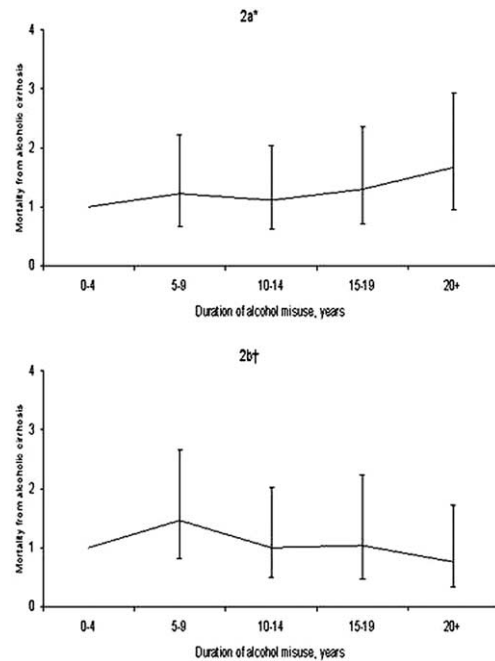 2a*
Mortality from alcoholic cirrhosis
4
3
2
1
0
0-4 5-9 10-14 15-19 20+
Duration of alcohol misuse, years
2b†
Mortality from alcoholic cirrhosis
4
3
2
1
0
0-4 5-9 10-14 15-19 20+
Duration of alcohol misuse, years